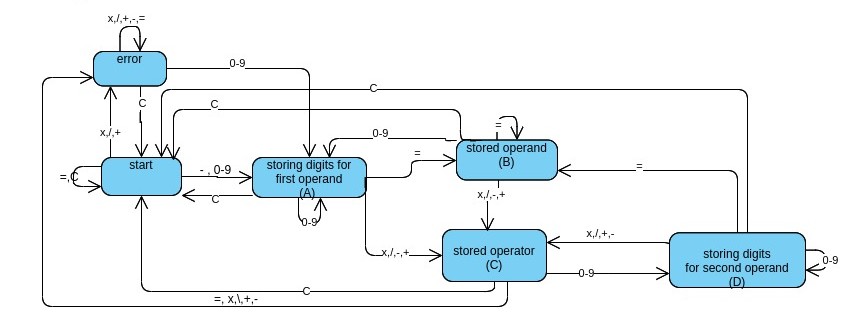 x,/,+,-,=
error
0-9
C
C
C
x,/,+
0-9
=
=
stored operand
(B)
start
=,C
- , 0-9
storing digits for
first operand
(A)
=
C
x,/,-,+
0-9
x,/,+,-
stored operator
(C)
x,/,-,+
storing digits
for second operand
(D)
0-9
0-9
C
=, x,\,+,-